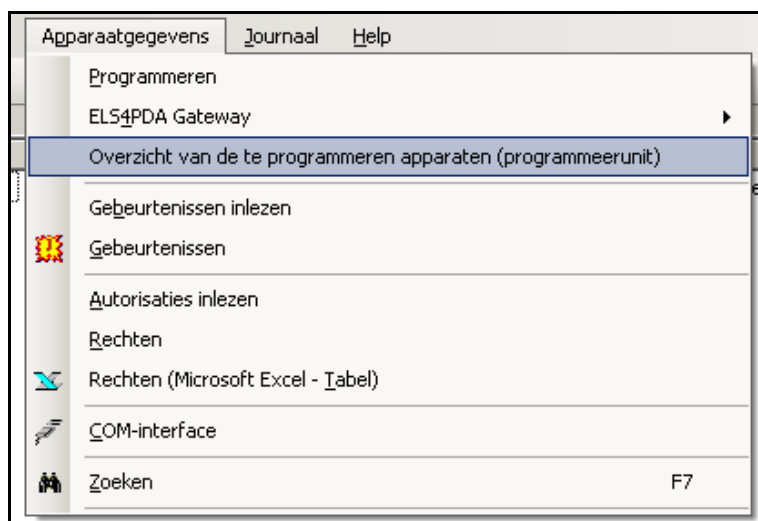 Apparaatgegevens Journaal Help
Programmeren
ELS4PDA Gateway
Overzicht van de te programmeren apparaten (programmeerunit)
Gebeurtenissen inlezen
Gebeurtenissen
Autorisaties inlezen
Rechten
Rechten (Microsoft Excel - Tabel)
COM-interface
Zoeken F7